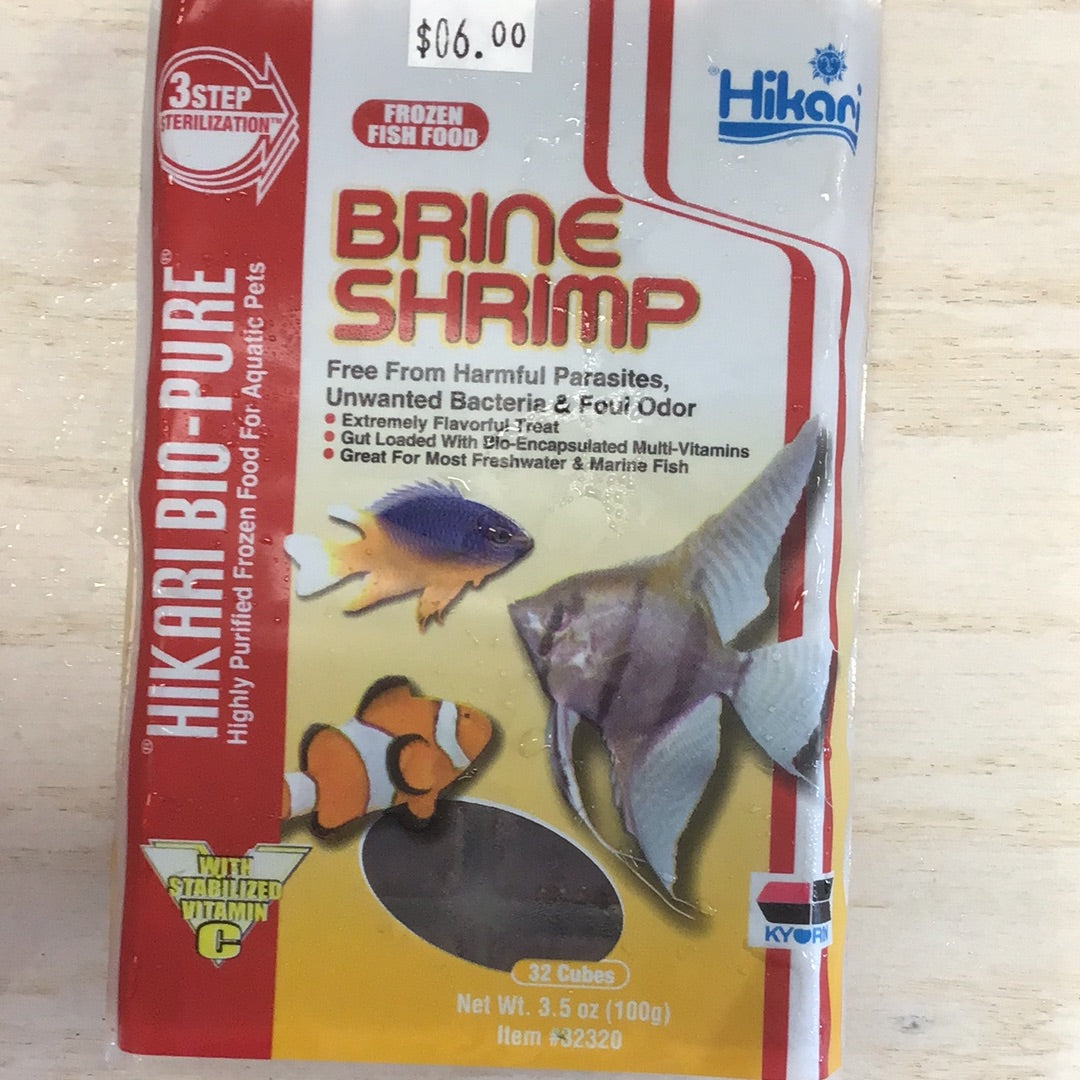 $06.00
3STEP
STERILIZATION™
FROZEN
FISH FOOD
®Hikari
BRINE
SHRIMP
Free From Harmful Parasites,
Unwanted Bacteria & Foul Odor
• Extremely Flavorful Treat
• Gut Loaded With Bio-Encapsulated Multi-Vitamins
• Great For Most Freshwater & Marine Fish
®HIKARI BIO-PURE®
Highly Purified Frozen Food For Aquatic Pets
WITH
STABILIZED
VITAMIN
C
KYORIN
32 Cubes
Net Wt. 3.5 oz (100g)
Item #32320